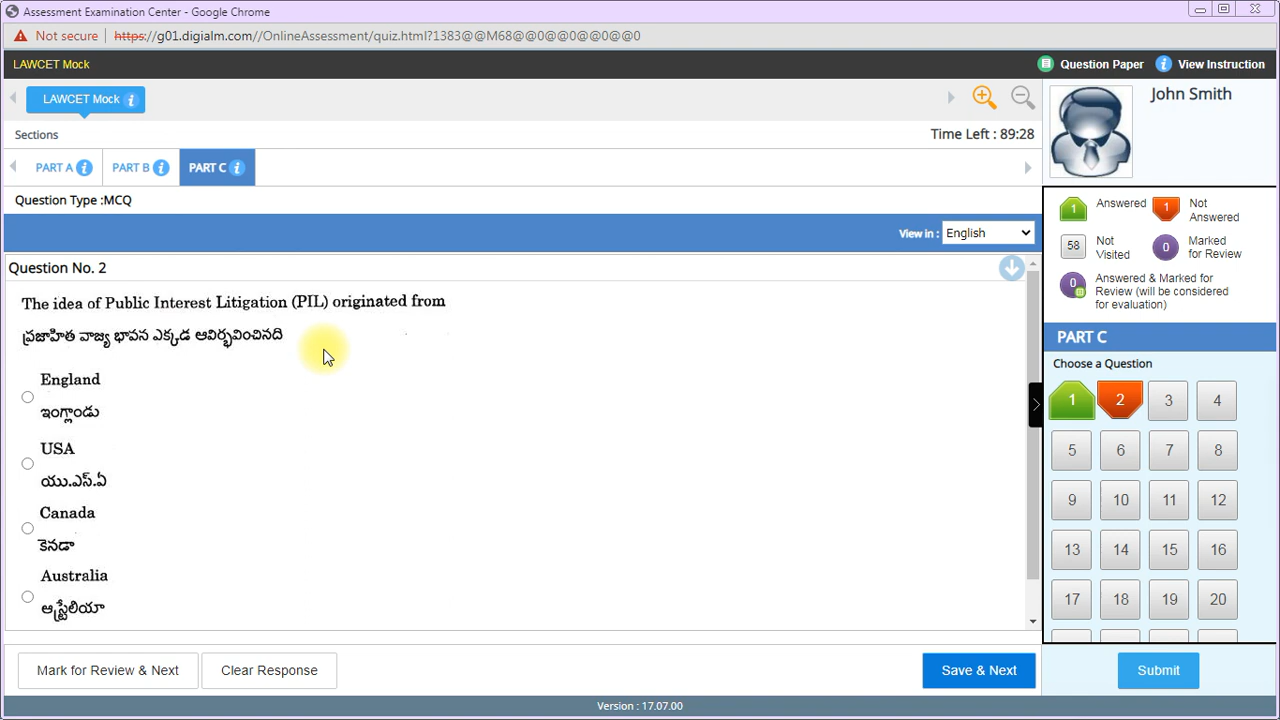 Assessment Examination Center - Google Chrome
Not secure https://g01.digialm.com//OnlineAssessment/quiz.html?1383@@M68@@0@@0@@0@@0
LAWCET Mock
Question Paper
View Instruction
LAWCET Mock
John Smith
Sections
Time Left : 89:28
PART A
PART B
PART C
Question Type :MCQ
View in : English
Question No. 2
The idea of Public Interest Litigation (PIL) originated from
ప్రజాహిత వాజ్య భావన ఎక్కడ ఆవిర్భవించినది
England
ఇంగ్లాండు
USA
యు.ఎస్.ఏ
Canada
కెనడా
Australia
ఆస్ట్రేలియా
1 Answered
1 Not Answered
58 Not Visited
0 Marked for Review
0 Answered & Marked for Review (will be considered for evaluation)
PART C
Choose a Question
1 2 3 4
5 6 7 8
9 10 11 12
13 14 15 16
17 18 19 20
Mark for Review & Next
Clear Response
Save & Next
Submit
Version : 17.07.00